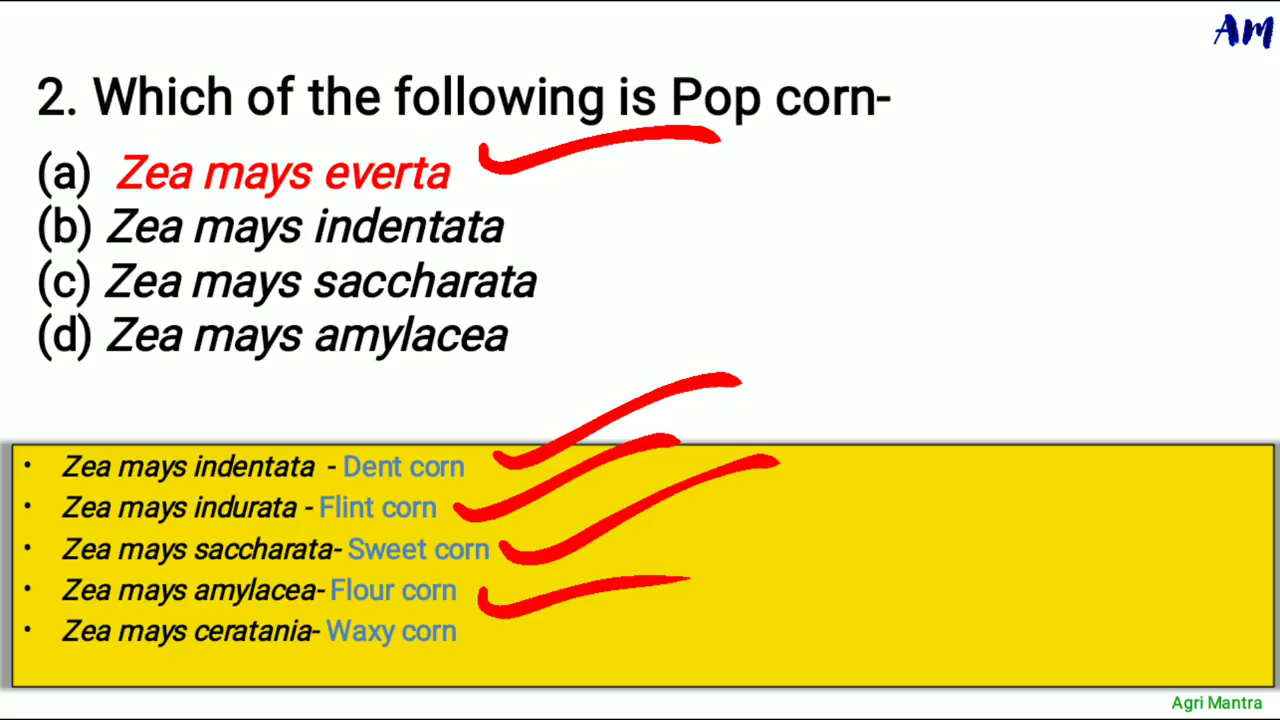 AM
2. Which of the following is Pop corn-
(a) Zea mays everta
(b) Zea mays indentata
(c) Zea mays saccharata
(d) Zea mays amylacea
• Zea mays indentata - Dent corn
• Zea mays indurata - Flint corn
• Zea mays saccharata- Sweet corn
• Zea mays amylacea- Flour corn
• Zea mays ceratania- Waxy corn
Agri Mantra